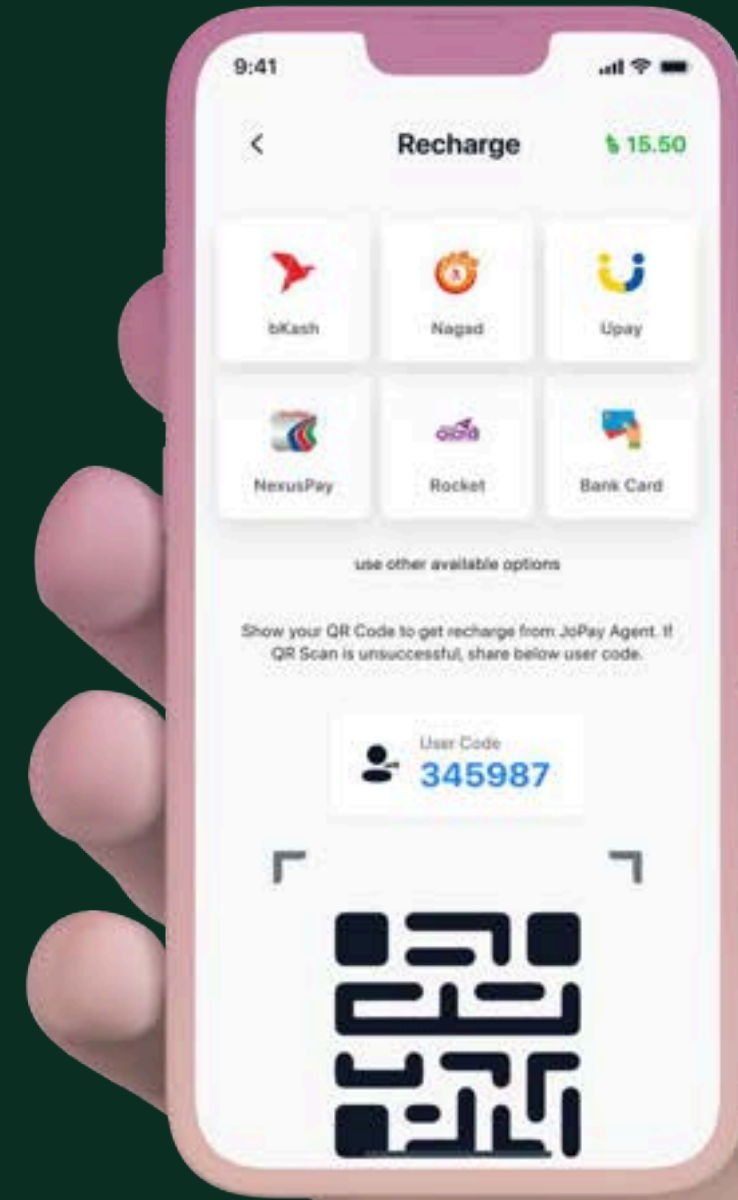 9:41
Recharge
৳ 15.50
bKash
Nagad
Upay
NexusPay
Rocket
Bank Card
use other available options
Show your QR Code to get recharge from JoPay Agent. If
QR Scan is unsuccessful, share below user code.
User Code
345987